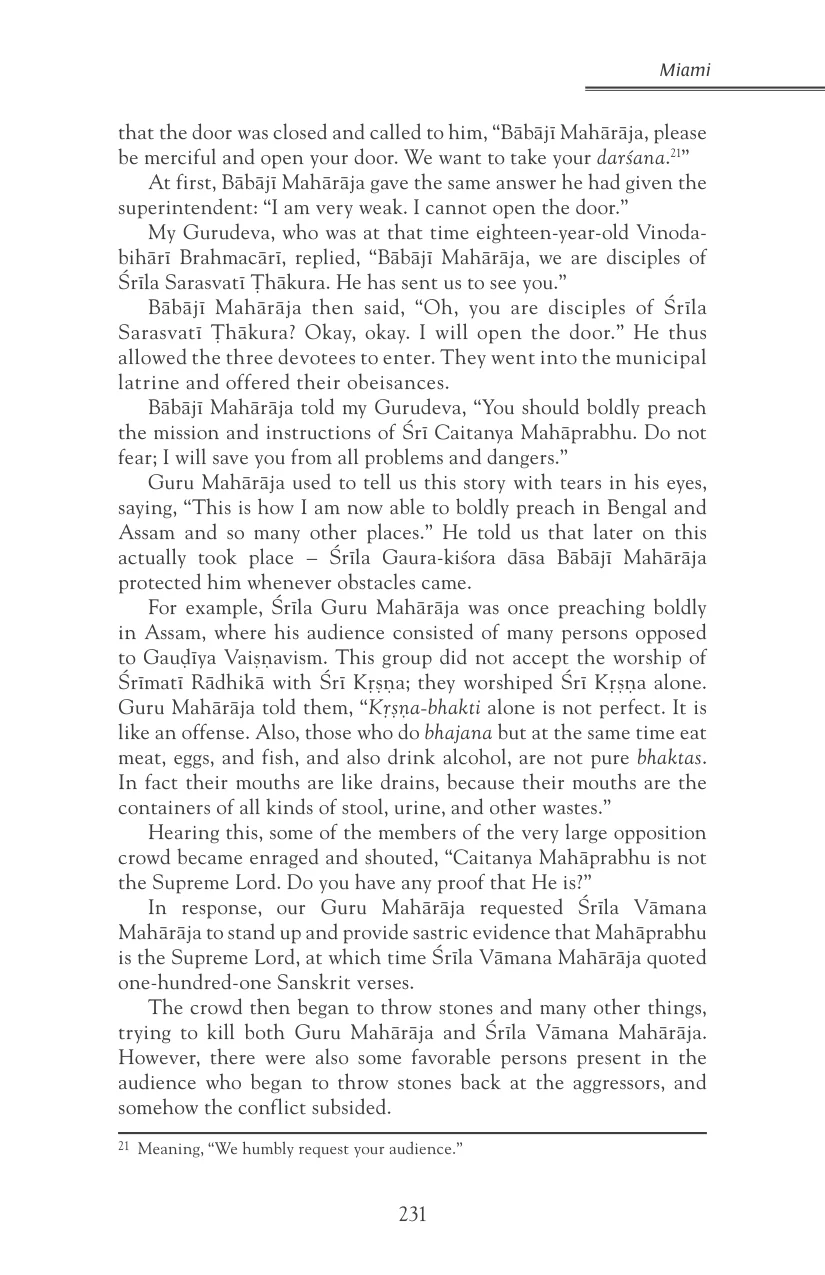 Miami
that the door was closed and called to him, “Bābājī Mahārāja, please
be merciful and open your door. We want to take your darśana.21”
At first, Bābājī Mahārāja gave the same answer he had given the
superintendent: “I am very weak. I cannot open the door.”
My Gurudeva, who was at that time eighteen-year-old Vinoda-
bihārī Brahmacārī, replied, “Bābājī Mahārāja, we are disciples of
Śrīla Sarasvatī Ṭhākura. He has sent us to see you.”
Bābājī Mahārāja then said, “Oh, you are disciples of Śrīla
Sarasvatī Ṭhākura? Okay, okay. I will open the door.” He thus
allowed the three devotees to enter. They went into the municipal
latrine and offered their obeisances.
Bābājī Mahārāja told my Gurudeva, “You should boldly preach
the mission and instructions of Śrī Caitanya Mahāprabhu. Do not
fear; I will save you from all problems and dangers.”
Guru Mahārāja used to tell us this story with tears in his eyes,
saying, “This is how I am now able to boldly preach in Bengal and
Assam and so many other places.” He told us that later on this
actually took place – Śrīla Gaura-kiśora dāsa Bābājī Mahārāja
protected him whenever obstacles came.
For example, Śrīla Guru Mahārāja was once preaching boldly
in Assam, where his audience consisted of many persons opposed
to Gauḍīya Vaiṣṇavism. This group did not accept the worship of
Śrīmatī Rādhikā with Śrī Kṛṣṇa; they worshiped Śrī Kṛṣṇa alone.
Guru Mahārāja told them, “Kṛṣṇa-bhakti alone is not perfect. It is
like an offense. Also, those who do bhajana but at the same time eat
meat, eggs, and fish, and also drink alcohol, are not pure bhaktas.
In fact their mouths are like drains, because their mouths are the
containers of all kinds of stool, urine, and other wastes.”
Hearing this, some of the members of the very large opposition
crowd became enraged and shouted, “Caitanya Mahāprabhu is not
the Supreme Lord. Do you have any proof that He is?”
In response, our Guru Mahārāja requested Śrīla Vāmana
Mahārāja to stand up and provide sastric evidence that Mahāprabhu
is the Supreme Lord, at which time Śrīla Vāmana Mahārāja quoted
one-hundred-one Sanskrit verses.
The crowd then began to throw stones and many other things,
trying to kill both Guru Mahārāja and Śrīla Vāmana Mahārāja.
However, there were also some favorable persons present in the
audience who began to throw stones back at the aggressors, and
somehow the conflict subsided.
21 Meaning, “We humbly request your audience.”
231